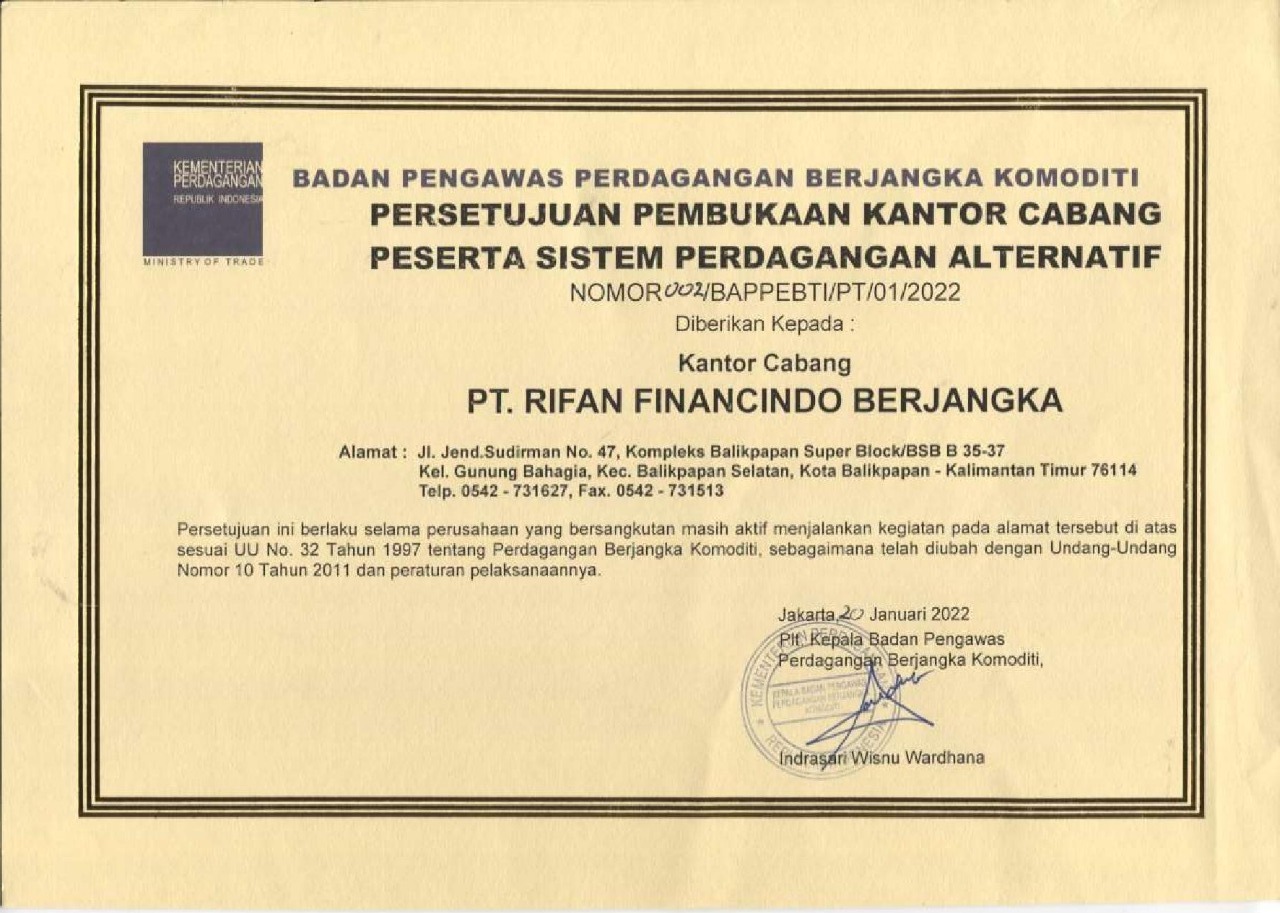 KEMENTERIAN
PERDAGANGAN
REPUBLIK INDONESIA
MINISTRY OF TRADE
BADAN PENGAWAS PERDAGANGAN BERJANGKA KOMODITI
PERSETUJUAN PEMBUKAAN KANTOR CABANG
PESERTA SISTEM PERDAGANGAN ALTERNATIF
NOMOR 002/BAPPEBTI/PT/01/2022
Diberikan Kepada :
Kantor Cabang
PT. RIFAN FINANCINDO BERJANGKA
Alamat : Jl. Jend.Sudirman No. 47, Kompleks Balikpapan Super Block/BSB B 35-37
Kel. Gunung Bahagia, Kec. Balikpapan Selatan, Kota Balikpapan - Kalimantan Timur 76114
Telp. 0542 - 731627, Fax. 0542 - 731513
Persetujuan ini berlaku selama perusahaan yang bersangkutan masih aktif menjalankan kegiatan pada alamat tersebut di atas
sesuai UU No. 32 Tahun 1997 tentang Perdagangan Berjangka Komoditi, sebagaimana telah diubah dengan Undang-Undang
Nomor 10 Tahun 2011 dan peraturan pelaksanaannya.
Jakarta, 20 Januari 2022
Plt. Kepala Badan Pengawas
Perdagangan Berjangka Komoditi,
KEPALA BADAN PENGAWAS
PERDAGANGAN BERJANGKA
KOMODITI
Indrasari Wisnu Wardhana